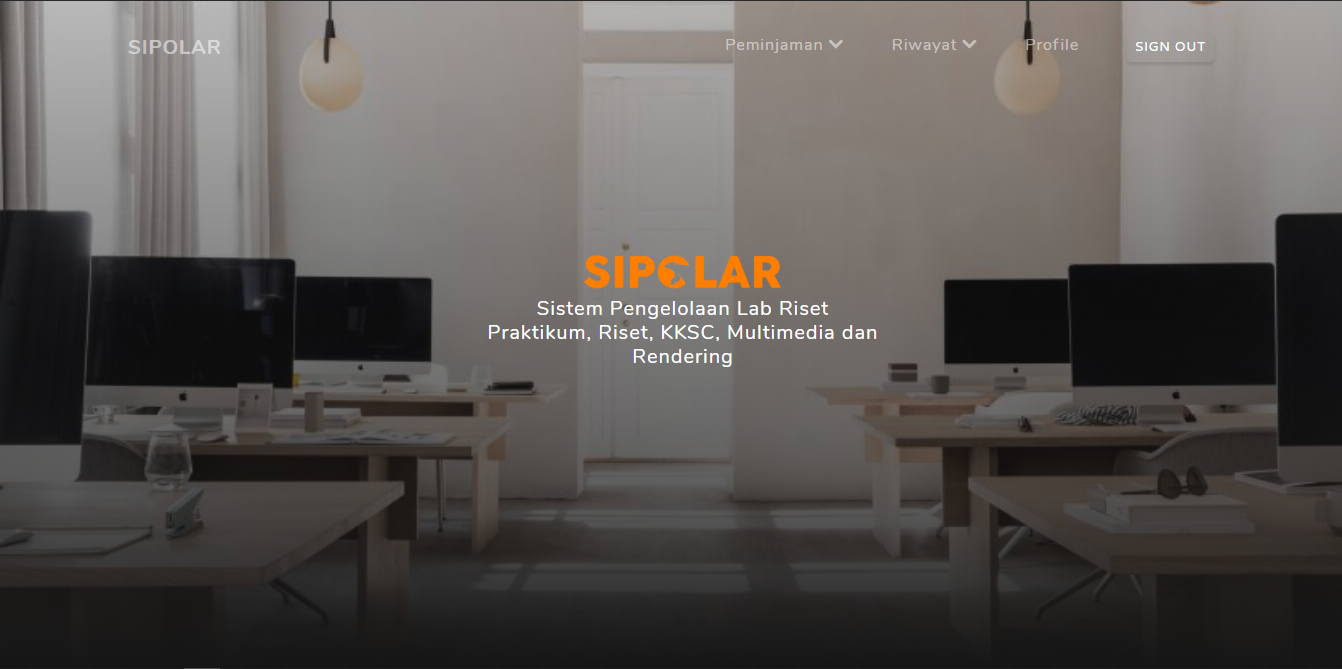 SIPOLAR
Peminjaman
Riwayat
Profile
SIGN OUT
SIPOLAR
Sistem Pengelolaan Lab Riset
Praktikum, Riset, KKSC, Multimedia dan
Rendering